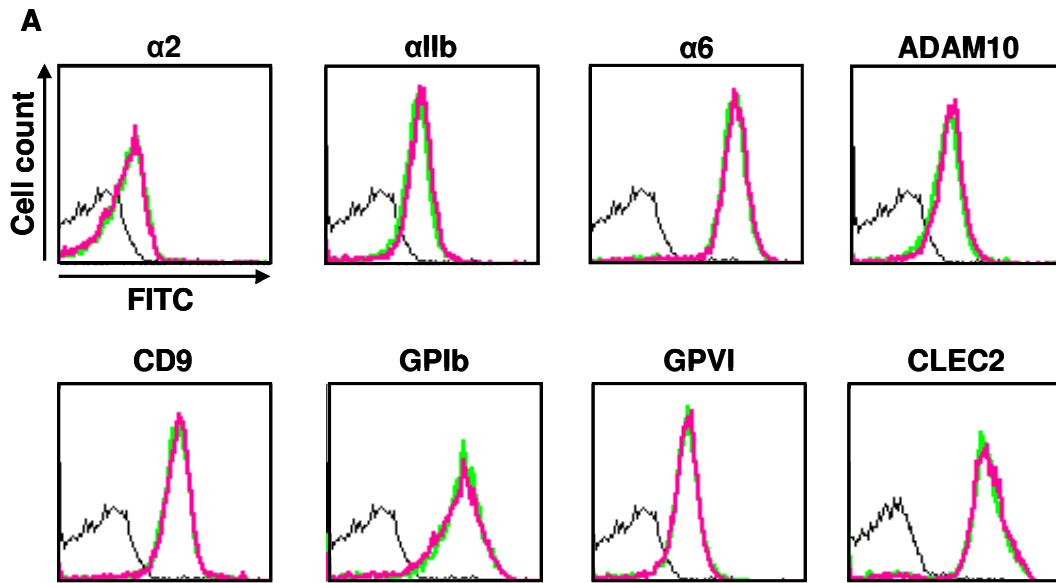 A
α2
αIIb
α6
ADAM10
Cell count
FITC
CD9
GPIb
GPVI
CLEC2